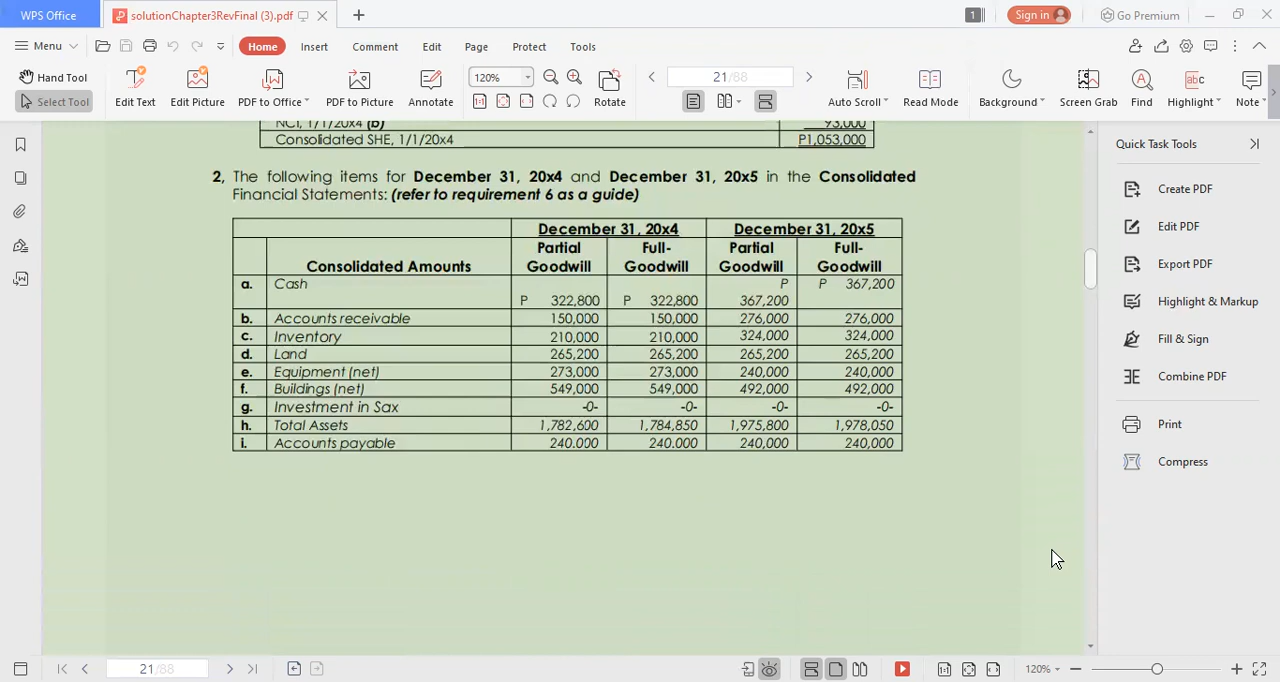 WPS Office
solutionChapter3RevFinal (3).pdf
1
Sign in
Go Premium
Menu
Home
Insert
Comment
Edit
Page
Protect
Tools
Hand Tool
Select Tool
Edit Text
Edit Picture
PDF to Office
PDF to Picture
Annotate
120%
Rotate
21/88
Auto Scroll
Read Mode
Background
Screen Grab
Find
Highlight
Note
NCI, 1/1/20x4 (b) 93,000
Consolidated SHE, 1/1/20x4 P1,053,000
2, The following items for December 31, 20x4 and December 31, 20x5 in the Consolidated
Financial Statements: (refer to requirement 6 as a guide)
December 31, 20x4 December 31, 20x5
Consolidated Amounts Partial Goodwill Full-Goodwill Partial Goodwill Full-Goodwill
a. Cash P 322,800 P 322,800 P 367,200 P 367,200
b. Accounts receivable 150,000 150,000 276,000 276,000
c. Inventory 210,000 210,000 324,000 324,000
d. Land 265,200 265,200 265,200 265,200
e. Equipment (net) 273,000 273,000 240,000 240,000
f. Buildings (net) 549,000 549,000 492,000 492,000
g. Investment in Sax -0- -0- -0- -0-
h. Total Assets 1,782,600 1,784,850 1,975,800 1,978,050
i. Accounts payable 240.000 240.000 240,000 240,000
Quick Task Tools
Create PDF
Edit PDF
Export PDF
Highlight & Markup
Fill & Sign
Combine PDF
Print
Compress
21/88
120%